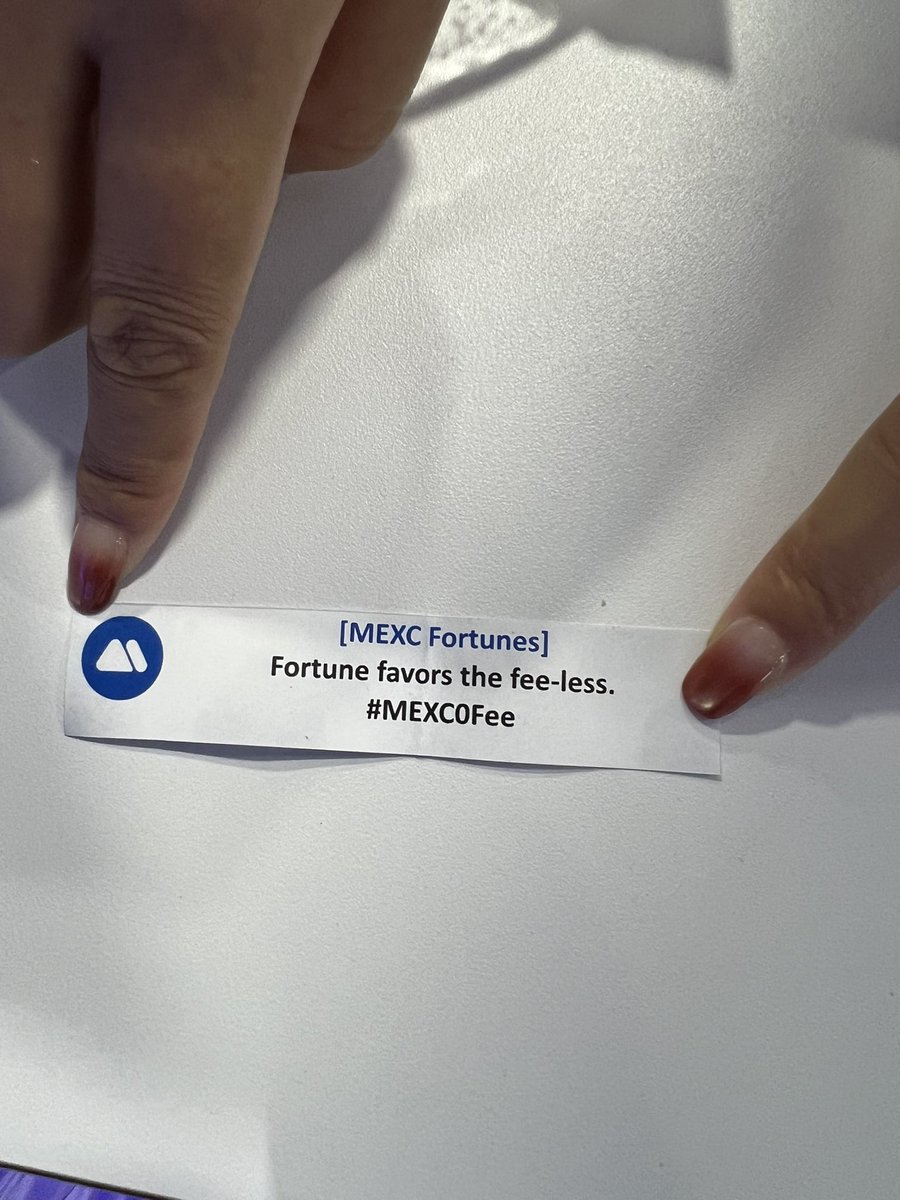 [MEXC Fortunes]
Fortune favors the fee-less.
#MEXC0Fee